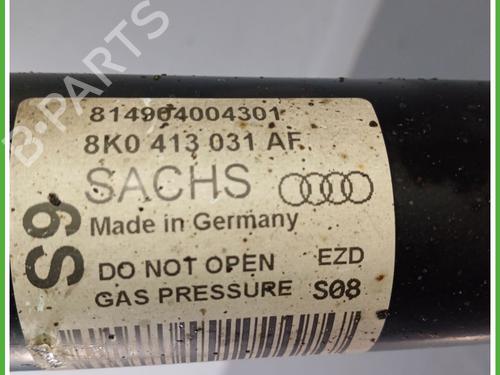 B-PARTS
814904004301
8K0 413 031 AF
SACHS
Made in Germany
S9
DO NOT OPEN EZD
GAS PRESSURE S08